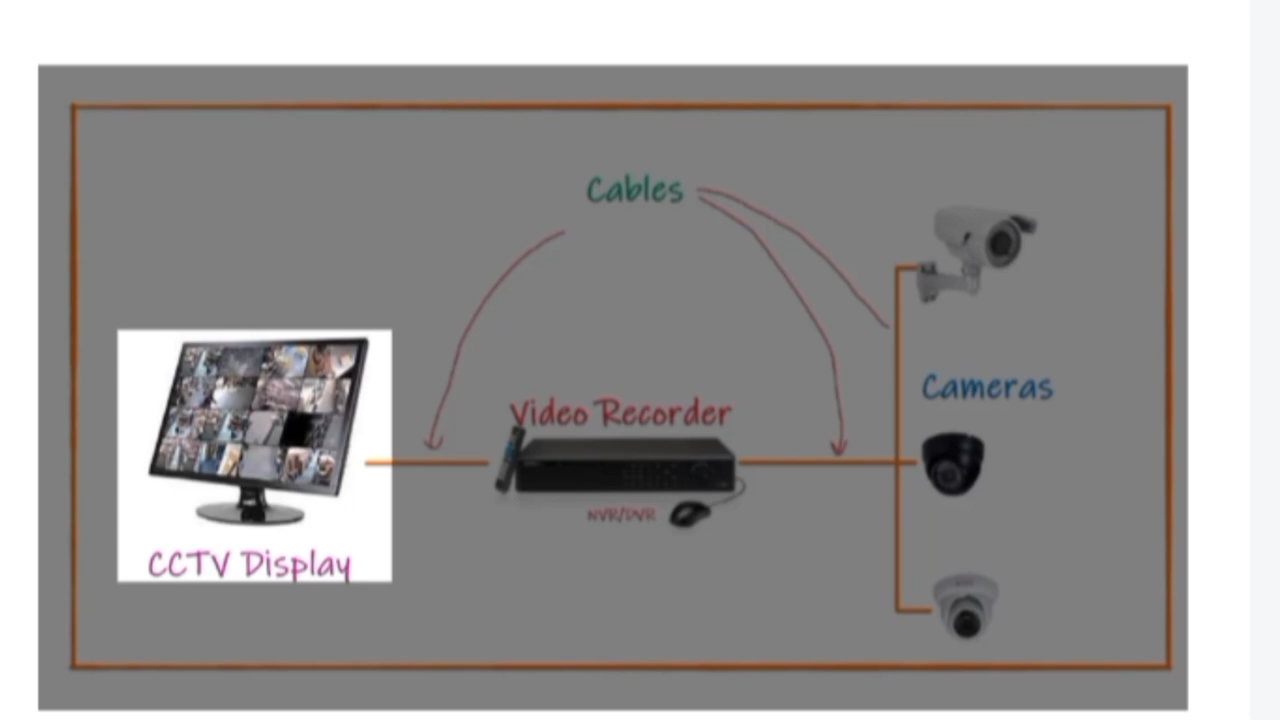 Cables
Cameras
Video Recorder
NVR/DVR
CCTV Display